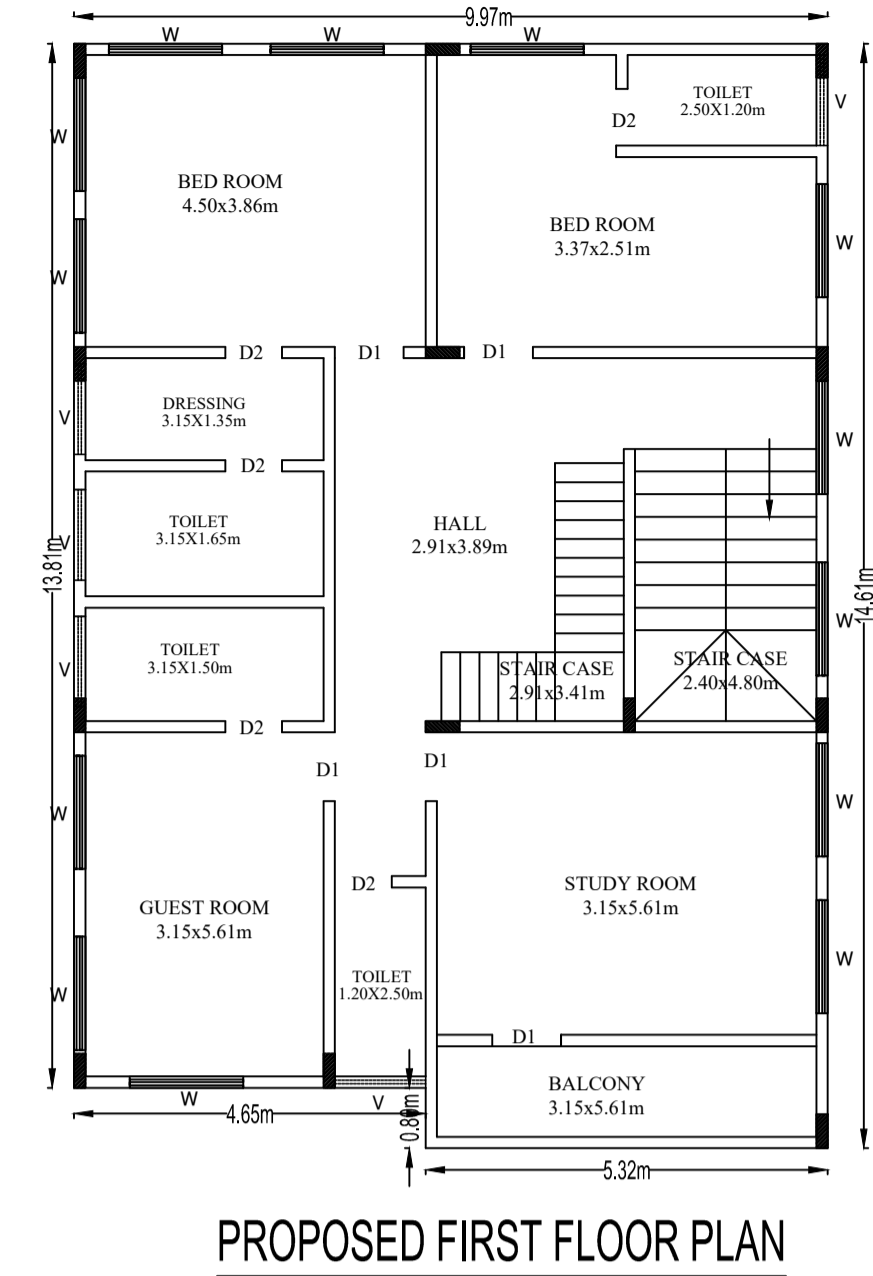 9.97m
W
W
W
TOILET
2.50X1.20m
V
D2
W
BED ROOM
4.50x3.86m
BED ROOM
3.37x2.51m
W
W
D2
D1
D1
DRESSING
3.15X1.35m
V
W
D2
TOILET
3.15X1.65m
HALL
2.91x3.89m
V
13.81m
14.61m
W
TOILET
3.15X1.50m
V
STAIR CASE
2.91x3.41m
STAIR CASE
2.40x4.80m
D2
D1
D1
W
W
D2
STUDY ROOM
3.15x5.61m
GUEST ROOM
3.15x5.61m
W
TOILET
1.20X2.50m
W
D1
BALCONY
3.15x5.61m
W
V
4.65m
5.32m
PROPOSED FIRST FLOOR PLAN